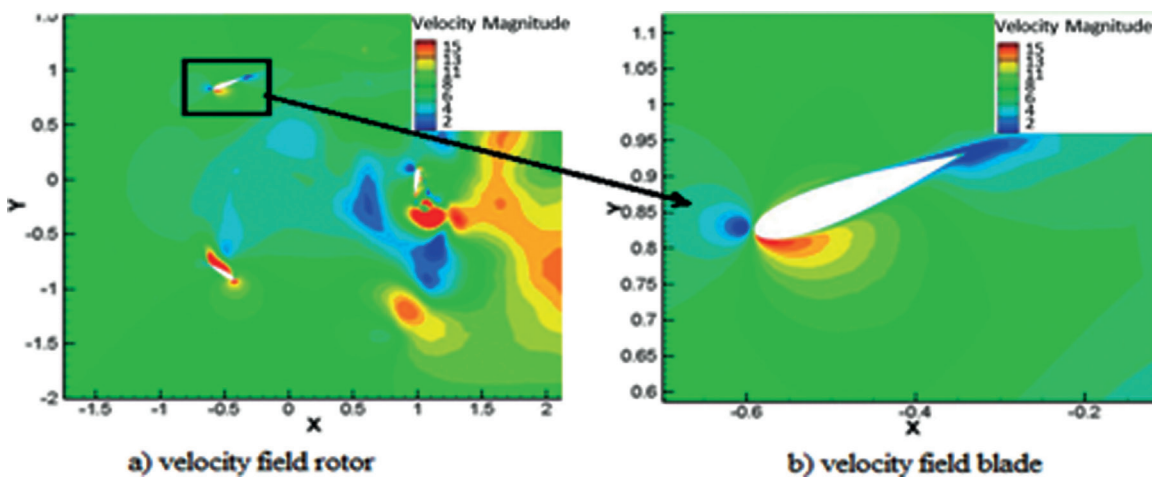 Velocity Magnitude
15
2
1.5
1
0.5
0
-0.5
-1
-1.5
-2
Y
-1.5 -1 -0.5 0 0.5 1 1.5 2
X
a) velocity field rotor
Velocity Magnitude
15
2
1.1
1.05
1
0.95
0.9
0.85
0.8
0.75
0.7
0.65
0.6
Y
-0.6 -0.4 -0.2
X
b) velocity field blade